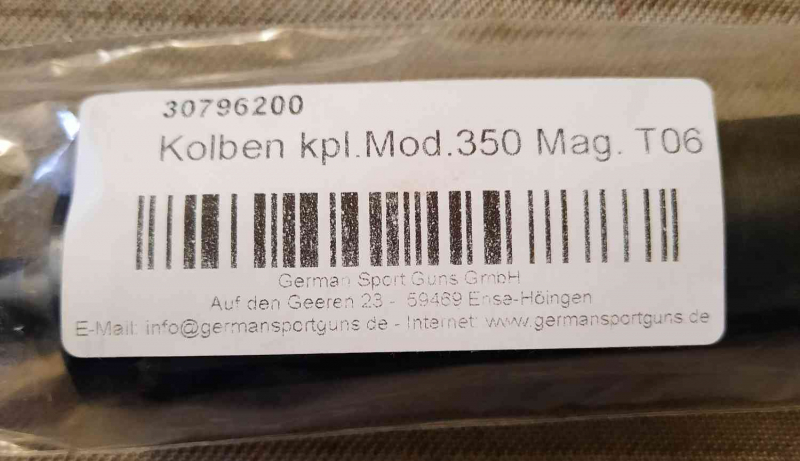 30796200
Kolben kpl.Mod.350 Mag. T06
German Sport Guns GmbH
Auf den Geeren 23 - 59469 Ense-Höingen
E-Mail: info@germansportguns.de - Internet: www.germansportguns.de